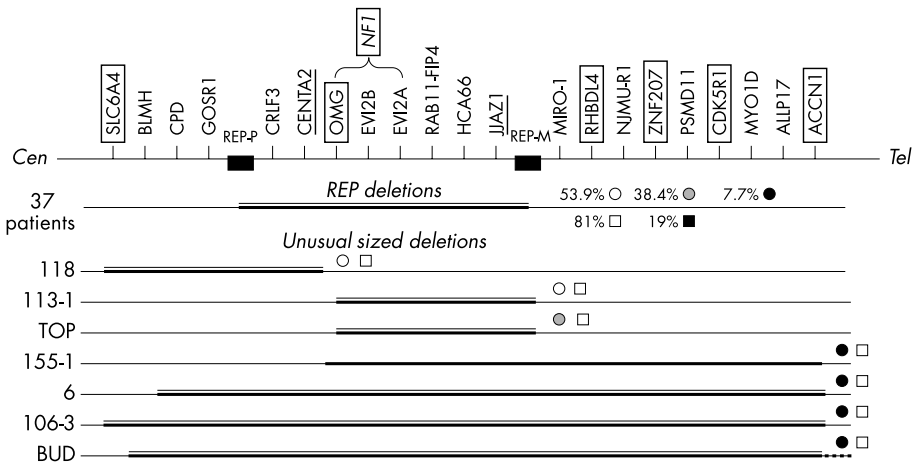 NF1
SLC6A4 BLMH CPD GOSR1 REP-P CRLF3 CENTA2 OMG EVI2B EVI2A RAB11-FIP4 HCA66 JJAZ1 REP-M MIRO-1 RHBDL4 NJMU-R1 ZNF207 PSMD11 CDK5R1 MYO1D ALLP17 ACCN1
Cen Tel
37 patients
REP deletions
53.9% 38.4% 7.7%
81% 19%
Unusual sized deletions
118
113-1
TOP
155-1
6
106-3
BUD